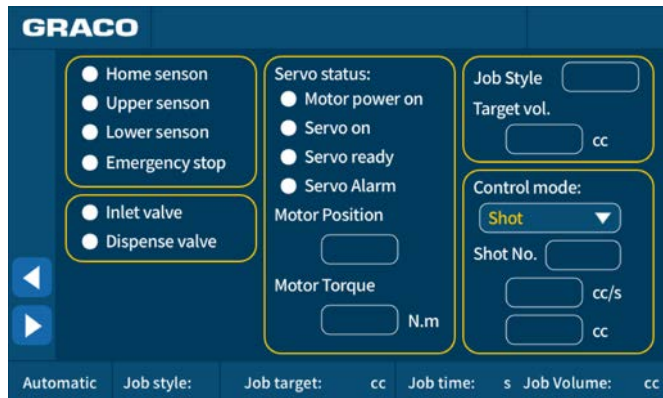 GRACO
Home senson
Upper senson
Lower senson
Emergency stop
Inlet valve
Dispense valve
Servo status:
Motor power on
Servo on
Servo ready
Servo Alarm
Motor Position
Motor Torque
N.m
Job Style
Target vol.
cc
Control mode:
Shot
Shot No.
cc/s
cc
Automatic Job style: Job target: cc Job time: s Job Volume: cc